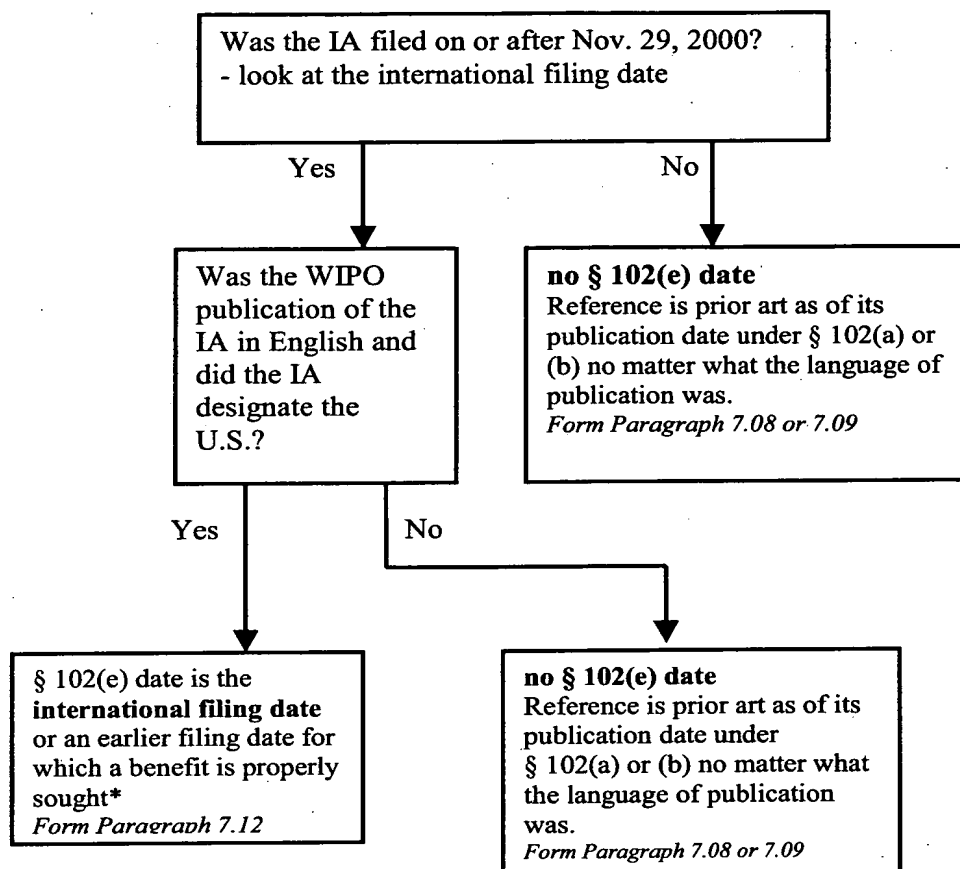 Was the IA filed on or after Nov. 29, 2000?
- look at the international filing date
Yes
No
Was the WIPO
publication of the
IA in English and
did the IA
designate the
U.S.?
no § 102(e) date
Reference is prior art as of its
publication date under § 102(a) or
(b) no matter what the language of
publication was.
Form Paragraph 7.08 or 7.09
Yes
No
§ 102(e) date is the
international filing date
or an earlier filing date for
which a benefit is properly
sought*
Form Paragraph 7.12
no § 102(e) date
Reference is prior art as of its
publication date under
§ 102(a) or (b) no matter what
the language of publication
was.
Form Paragraph 7.08 or 7.09